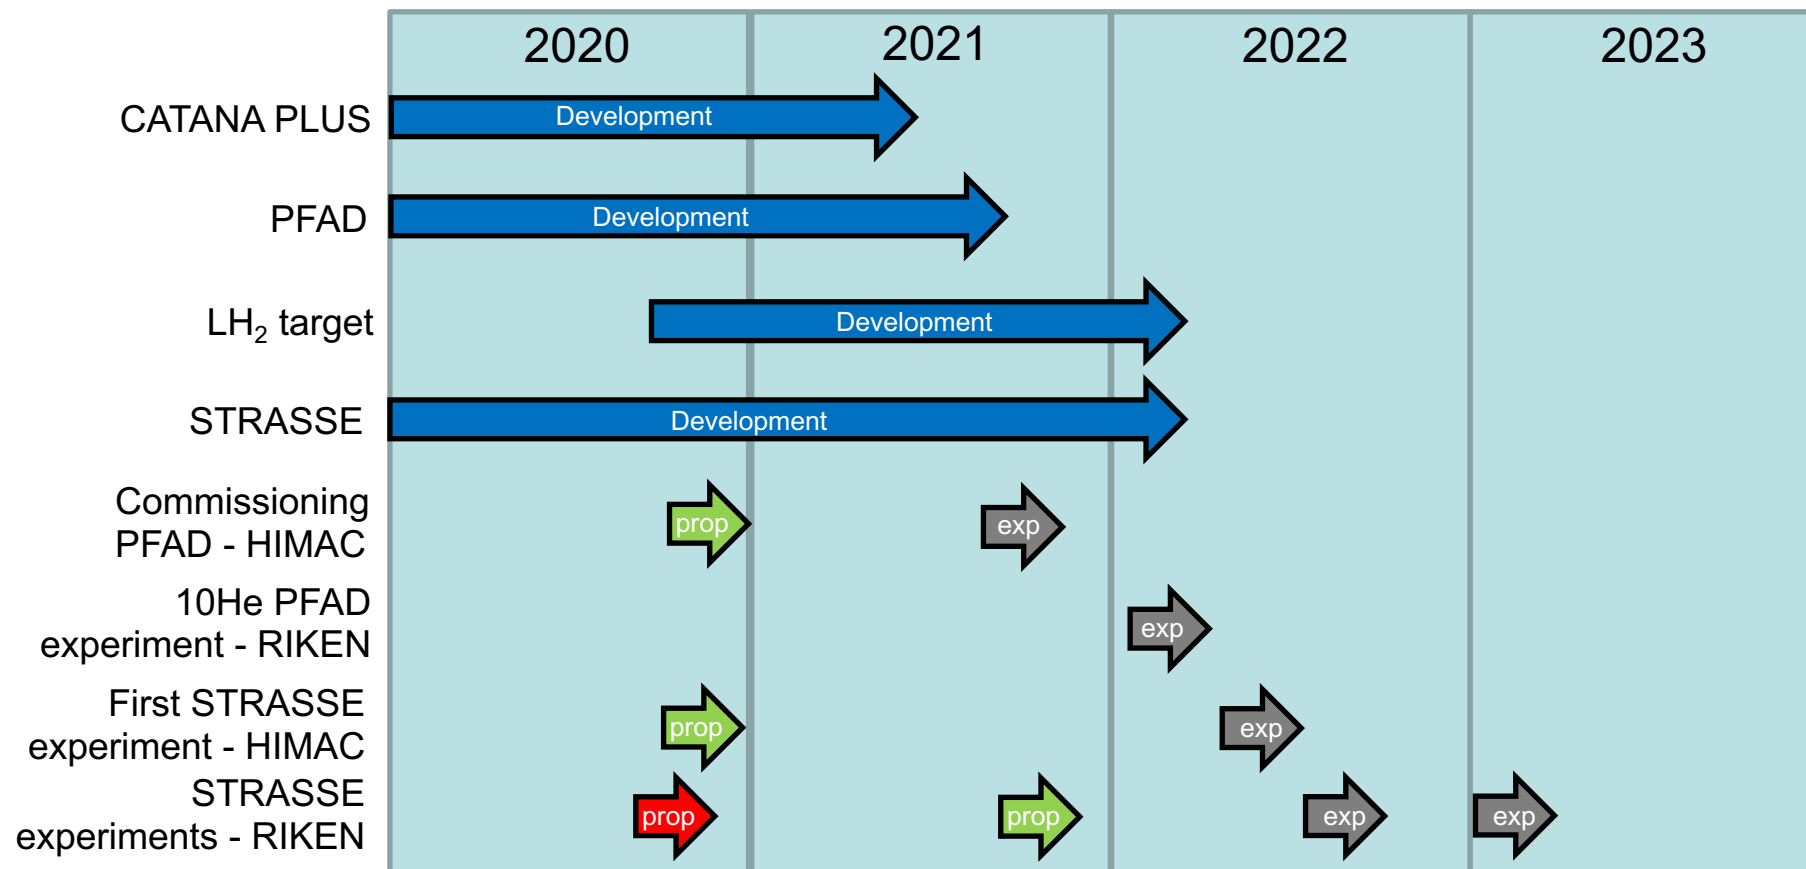 2020 2021 2022 2023
CATANA PLUS Development
PFAD Development
LH₂ target Development
STRASSE Development
Commissioning
PFAD - HIMAC prop exp
10He PFAD
experiment - RIKEN exp
First STRASSE
experiment - HIMAC prop exp
STRASSE
experiments - RIKEN prop prop exp exp